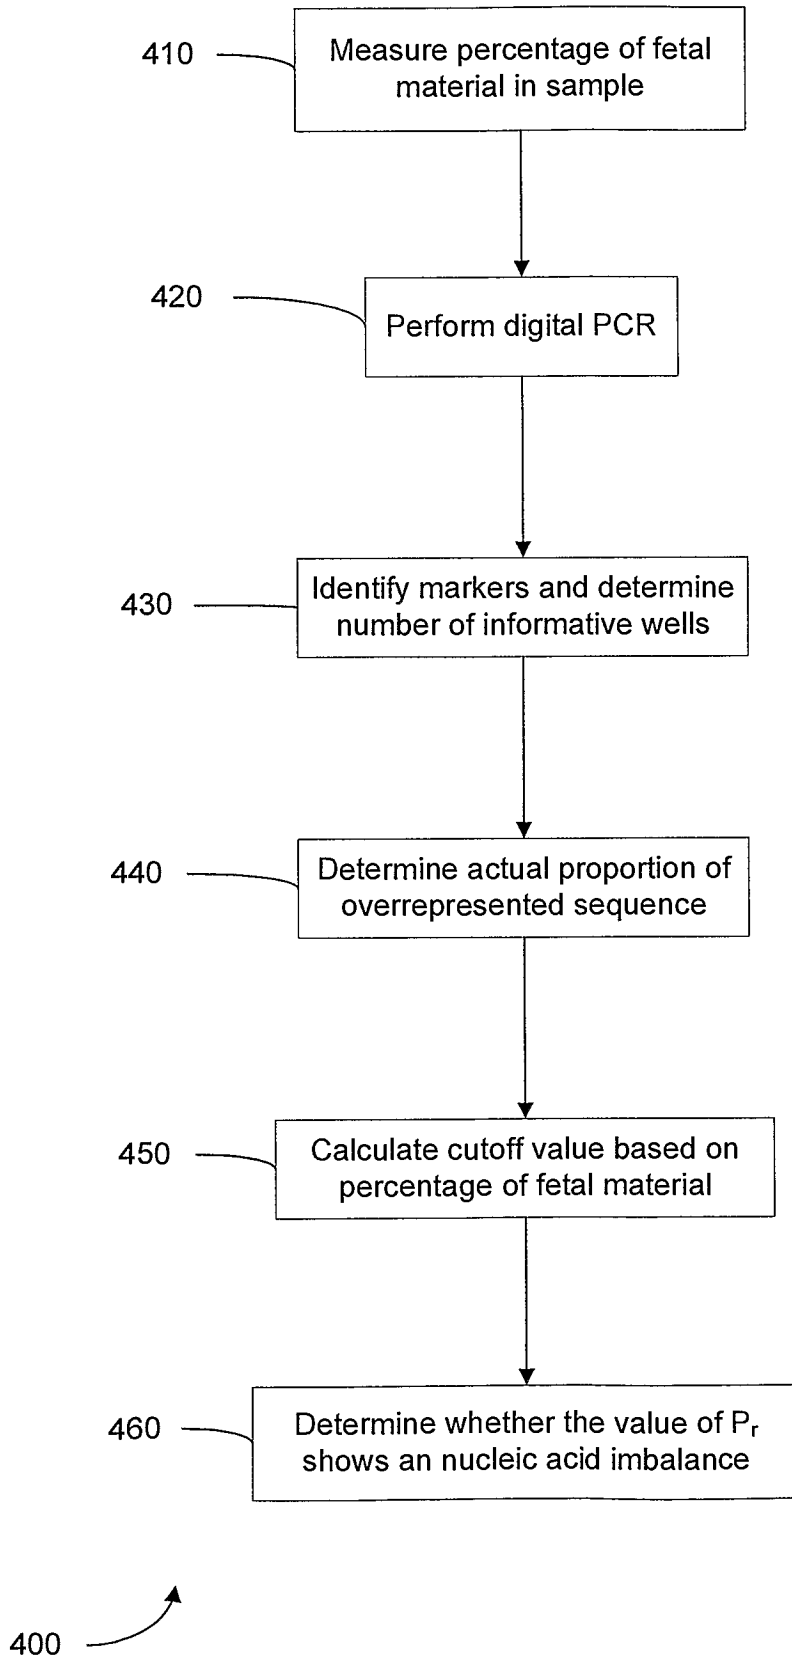 410
Measure percentage of fetal
material in sample
420
Perform digital PCR
430
Identify markers and determine
number of informative wells
440
Determine actual proportion of
overrepresented sequence
450
Calculate cutoff value based on
percentage of fetal material
460
Determine whether the value of Pr
shows an nucleic acid imbalance
400